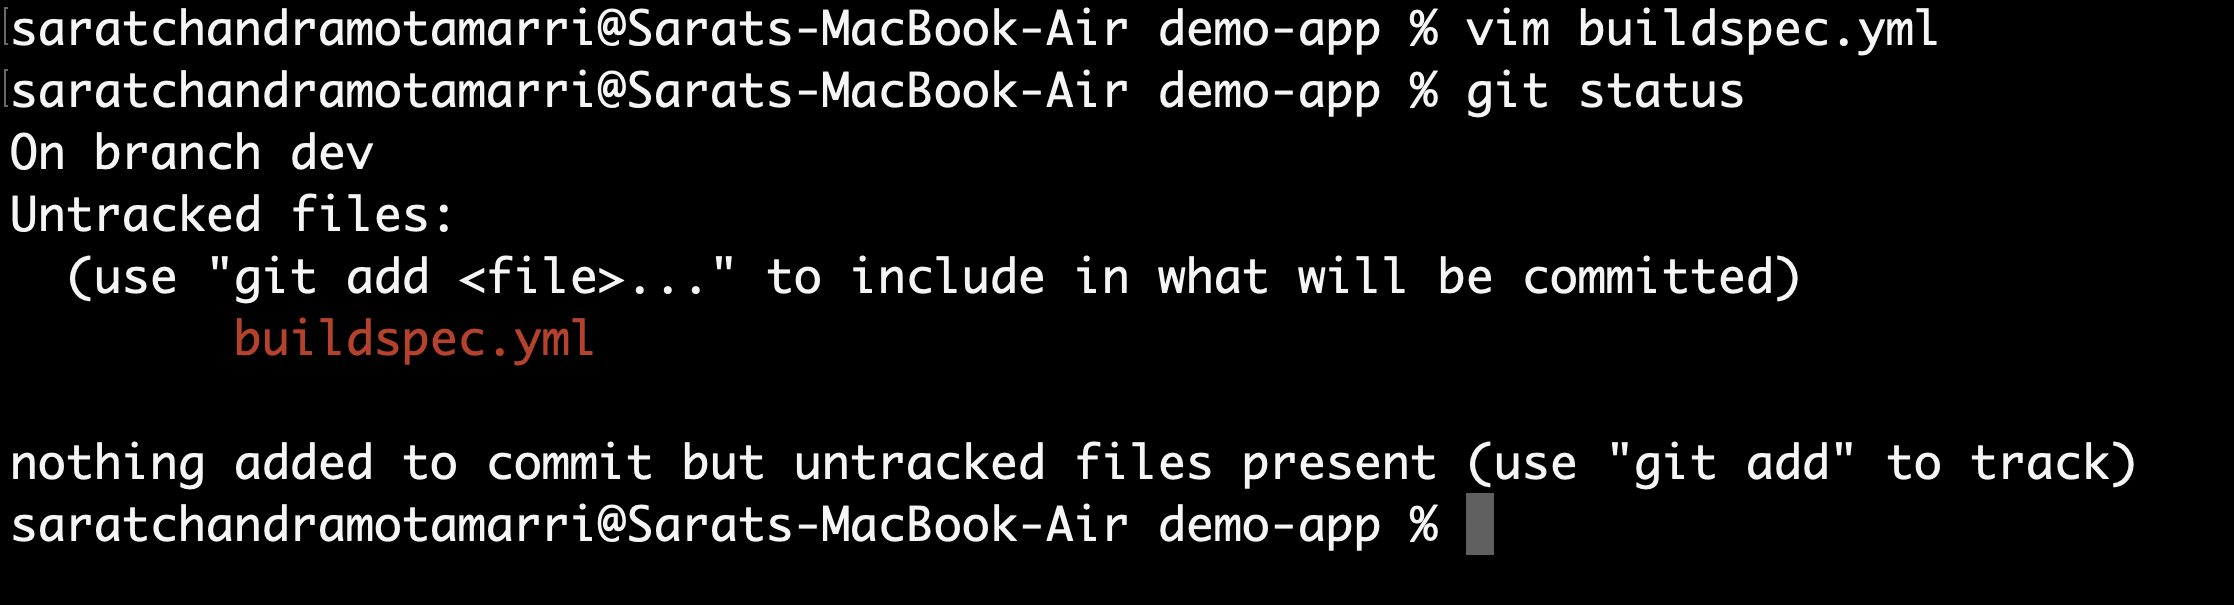 saratchandramotamarri@Sarats-MacBook-Air demo-app % vim buildspec.yml
saratchandramotamarri@Sarats-MacBook-Air demo-app % git status
On branch dev
Untracked files:
  (use "git add <file>..." to include in what will be committed)
        buildspec.yml

nothing added to commit but untracked files present (use "git add" to track)
saratchandramotamarri@Sarats-MacBook-Air demo-app %